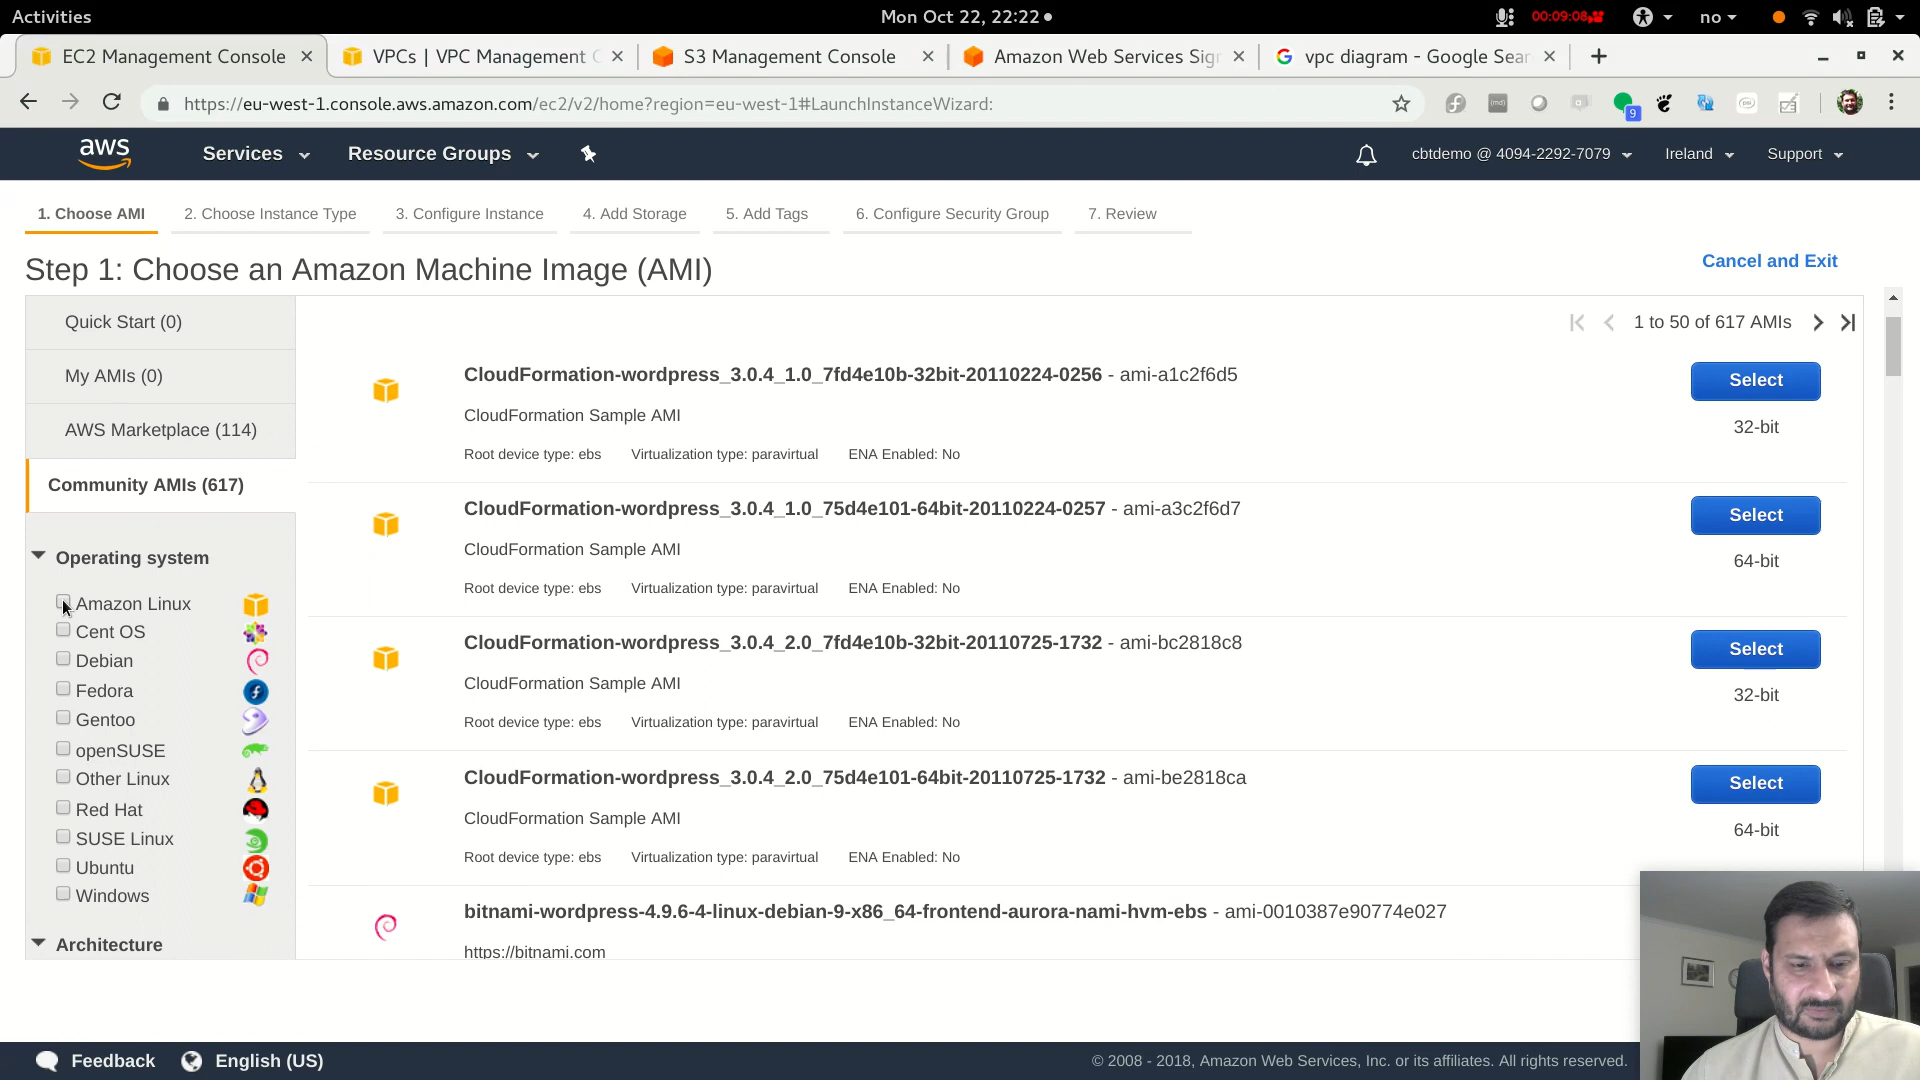 Activities
Mon Oct 22, 22:22
00:09:08
no
EC2 Management Console
VPCs | VPC Management
S3 Management Console
Amazon Web Services Sig
vpc diagram - Google Sear
https://eu-west-1.console.aws.amazon.com/ec2/v2/home?region=eu-west-1#LaunchInstanceWizard:
9
aws
Services
Resource Groups
cbtdemo @ 4094-2292-7079
Ireland
Support
1. Choose AMI
2. Choose Instance Type
3. Configure Instance
4. Add Storage
5. Add Tags
6. Configure Security Group
7. Review
Step 1: Choose an Amazon Machine Image (AMI)
Cancel and Exit
Quick Start (0)
My AMIs (0)
AWS Marketplace (114)
Community AMIs (617)
Operating system
Amazon Linux
Cent OS
Debian
Fedora
Gentoo
openSUSE
Other Linux
Red Hat
SUSE Linux
Ubuntu
Windows
Architecture
1 to 50 of 617 AMIs
CloudFormation-wordpress_3.0.4_1.0_7fd4e10b-32bit-20110224-0256 - ami-a1c2f6d5
CloudFormation Sample AMI
Root device type: ebs Virtualization type: paravirtual ENA Enabled: No
Select
32-bit
CloudFormation-wordpress_3.0.4_1.0_75d4e101-64bit-20110224-0257 - ami-a3c2f6d7
CloudFormation Sample AMI
Root device type: ebs Virtualization type: paravirtual ENA Enabled: No
Select
64-bit
CloudFormation-wordpress_3.0.4_2.0_7fd4e10b-32bit-20110725-1732 - ami-bc2818c8
CloudFormation Sample AMI
Root device type: ebs Virtualization type: paravirtual ENA Enabled: No
Select
32-bit
CloudFormation-wordpress_3.0.4_2.0_75d4e101-64bit-20110725-1732 - ami-be2818ca
CloudFormation Sample AMI
Root device type: ebs Virtualization type: paravirtual ENA Enabled: No
Select
64-bit
bitnami-wordpress-4.9.6-4-linux-debian-9-x86_64-frontend-aurora-nami-hvm-ebs - ami-0010387e90774e027
https://bitnami.com
Feedback
English (US)
© 2008 - 2018, Amazon Web Services, Inc. or its affiliates. All rights reserved.